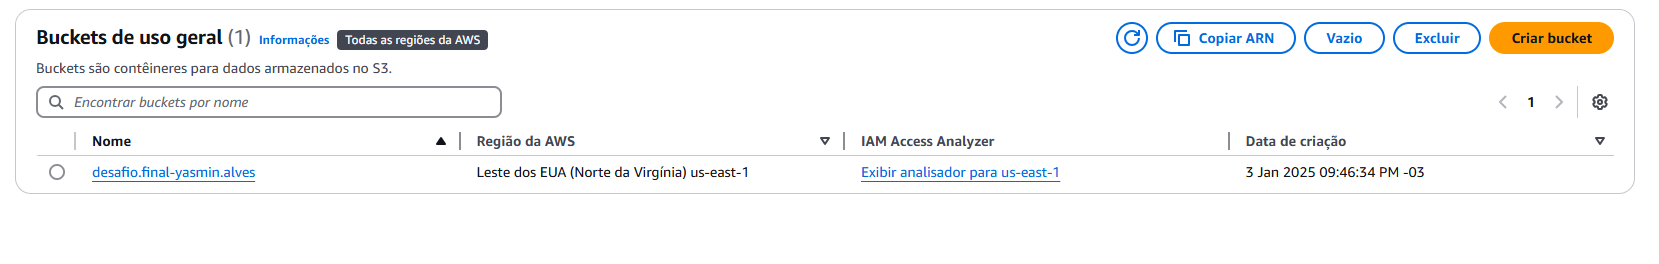 Buckets de uso geral (1) Informações Todas as regiões da AWS Copiar ARN Vazio Excluir Criar bucket
Buckets são contêineres para dados armazenados no S3.
Encontrar buckets por nome 1
Nome Região da AWS IAM Access Analyzer Data de criação
desafio.final-yasmin.alves Leste dos EUA (Norte da Virgínia) us-east-1 Exibir analisador para us-east-1 3 Jan 2025 09:46:34 PM -03